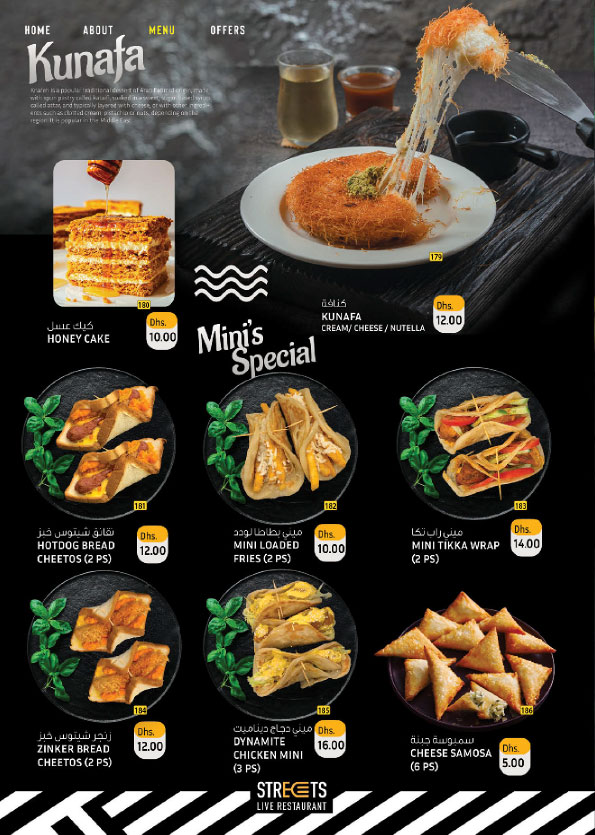 HOME ABOUT MENU OFFERS
Kunafa
179
180
كيك عسل
HONEY CAKE
Dhs.
10.00
كنافة
KUNAFA
CREAM/ CHEESE / NUTELLA
Dhs.
12.00
Mini's
Special
181
182
183
نقانق شيتوس خبز
HOTDOG BREAD
CHEETOS (2 PS)
Dhs.
12.00
ميني بطاطا لودد
MINI LOADED
FRIES (2 PS)
Dhs.
10.00
ميني راب تكا
MINI TIKKA WRAP
(2 PS)
Dhs.
14.00
184
185
186
زنجر شيتوس خبز
ZINKER BREAD
CHEETOS (2 PS)
Dhs.
12.00
ميني دجاج ديناميت
DYNAMITE
CHICKEN MINI
(3 PS)
Dhs.
16.00
سمبوسة جبنة
CHEESE SAMOSA
(6 PS)
Dhs.
5.00
STREETS
LIVE RESTAURANT